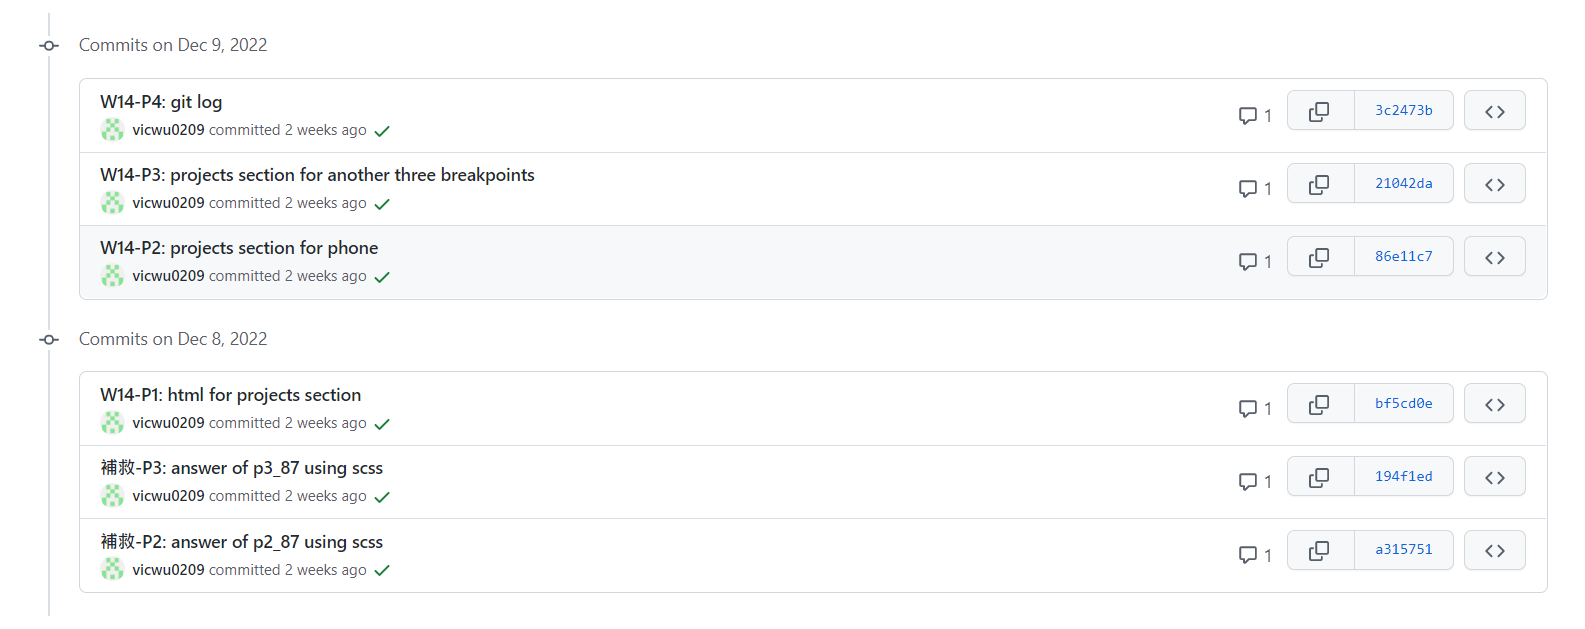 Commits on Dec 9, 2022
W14-P4: git log
vicwu0209 committed 2 weeks ago
1
3c2473b
W14-P3: projects section for another three breakpoints
vicwu0209 committed 2 weeks ago
1
21042da
W14-P2: projects section for phone
vicwu0209 committed 2 weeks ago
1
86e11c7
Commits on Dec 8, 2022
W14-P1: html for projects section
vicwu0209 committed 2 weeks ago
1
bf5cd0e
補救-P3: answer of p3_87 using scss
vicwu0209 committed 2 weeks ago
1
194f1ed
補救-P2: answer of p2_87 using scss
vicwu0209 committed 2 weeks ago
1
a315751